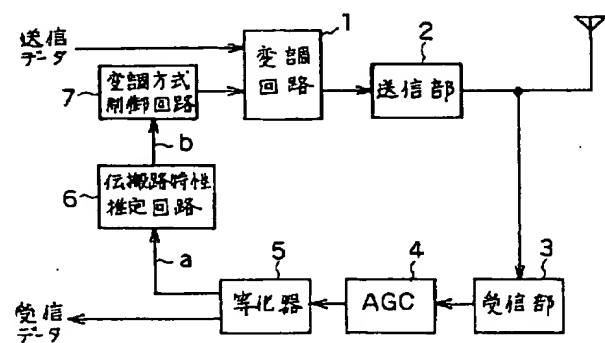 送信
データ
1
変調
回路
2
送信部
7
変調方式
制御回路
b
6
伝搬路特性
推定回路
a
5
等化器
4
AGC
3
受信部
受信
データ